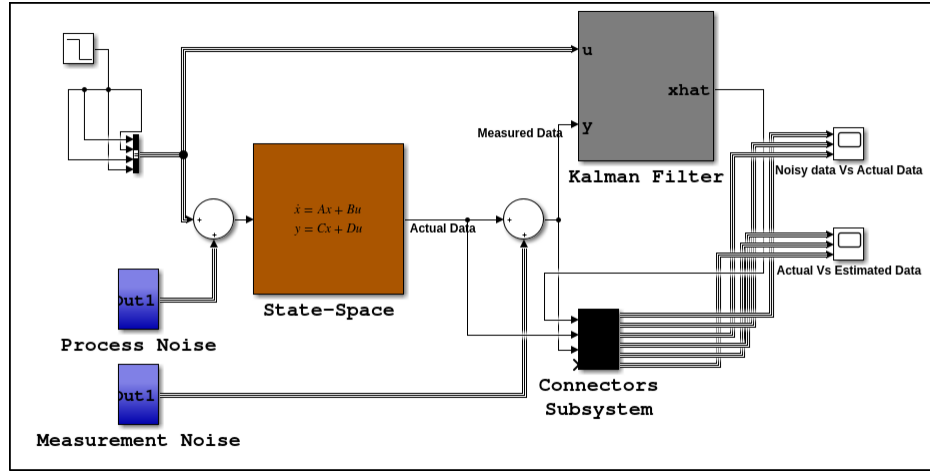 u
xhat
y
Measured Data
Kalman Filter
Noisy data Vs Actual Data
+
+
ẋ = Ax + Bu
y = Cx + Du
Actual Data
+
+
State-Space
Actual Vs Estimated Data
Out1
Process Noise
Out1
Measurement Noise
Connectors
Subsystem